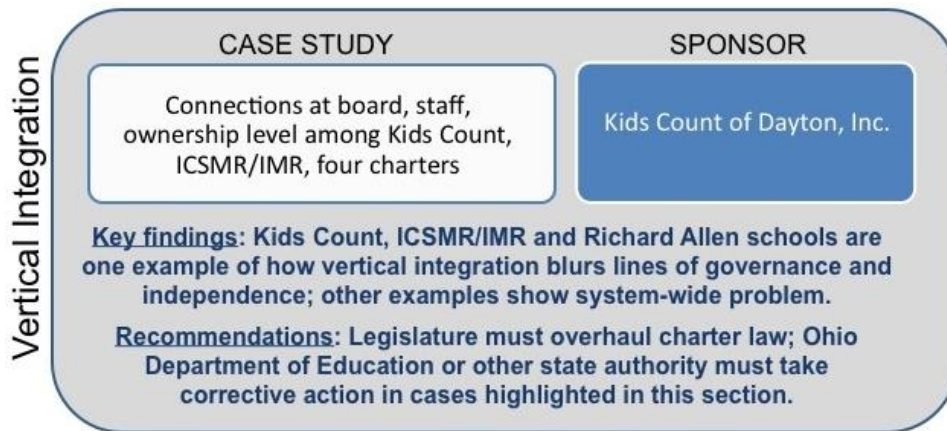 Vertical Integration
CASE STUDY
Connections at board, staff,
ownership level among Kids Count,
ICSMR/IMR, four charters
SPONSOR
Kids Count of Dayton, Inc.
Key findings: Kids Count, ICSMR/IMR and Richard Allen schools are
one example of how vertical integration blurs lines of governance and
independence; other examples show system-wide problem.
Recommendations: Legislature must overhaul charter law; Ohio
Department of Education or other state authority must take
corrective action in cases highlighted in this section.